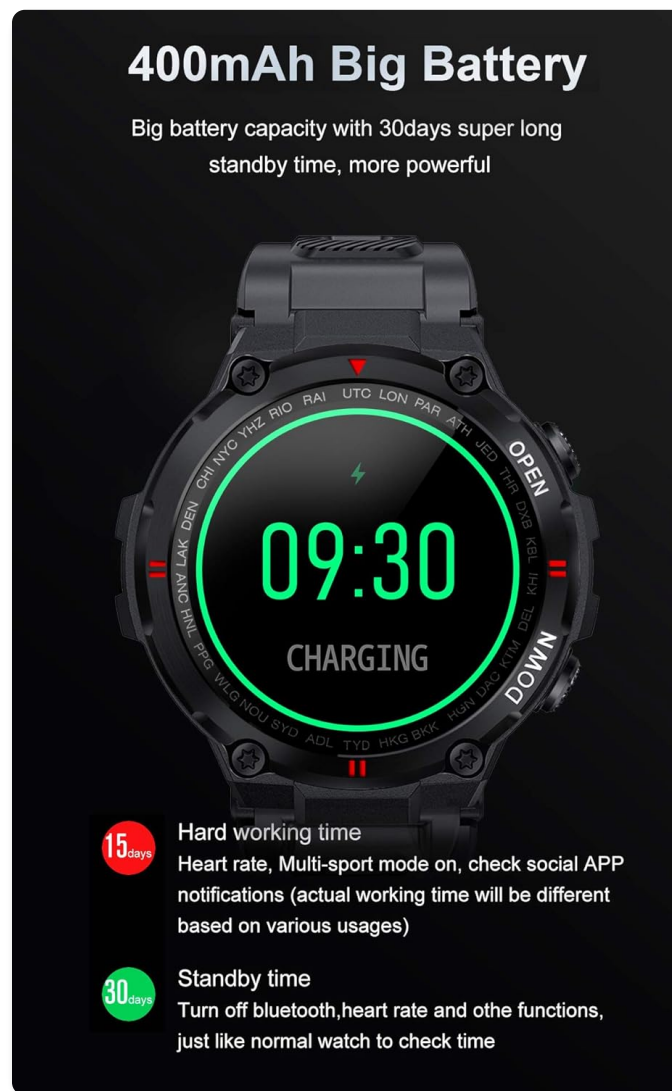 400mAh Big Battery
Big battery capacity with 30days super long
standby time, more powerful
UTC LON PAR ATH JED THR DXB KBL KHI DEL KTM DAC HGN BKK HKG TYD ADL SYD NOU WLG PPG HNL ANC LAK DEN CHI NYC YHZ RIO RAI
OPEN
09:30
CHARGING
DOWN
15days
Hard working time
Heart rate, Multi-sport mode on, check social APP
notifications (actual working time will be different
based on various usages)
30days
Standby time
Turn off bluetooth,heart rate and othe functions,
just like normal watch to check time